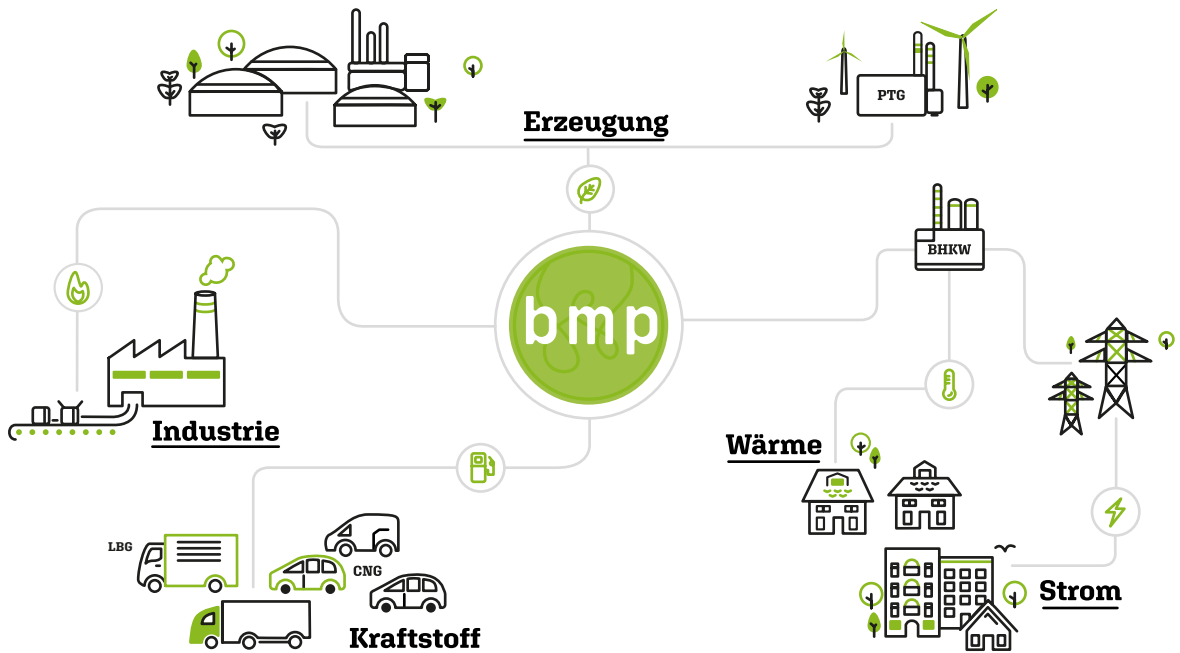 PTG
Erzeugung
BHKW
bmp
Industrie
Wärme
LBG
CNG
Strom
Kraftstoff